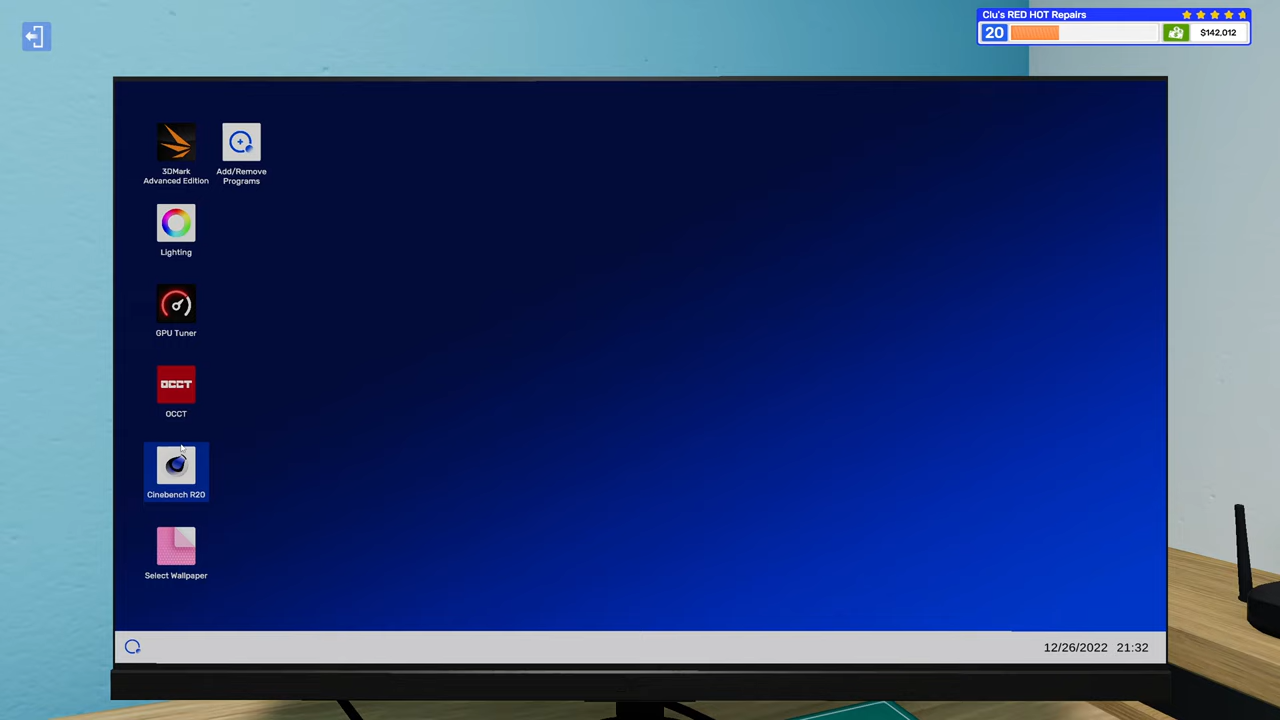 Clu's RED HOT Repairs
20
$142,012
3DMark
Advanced Edition
Add/Remove
Programs
Lighting
GPU Tuner
OCCT
OCCT
Cinebench R20
Select Wallpaper
12/26/2022 21:32